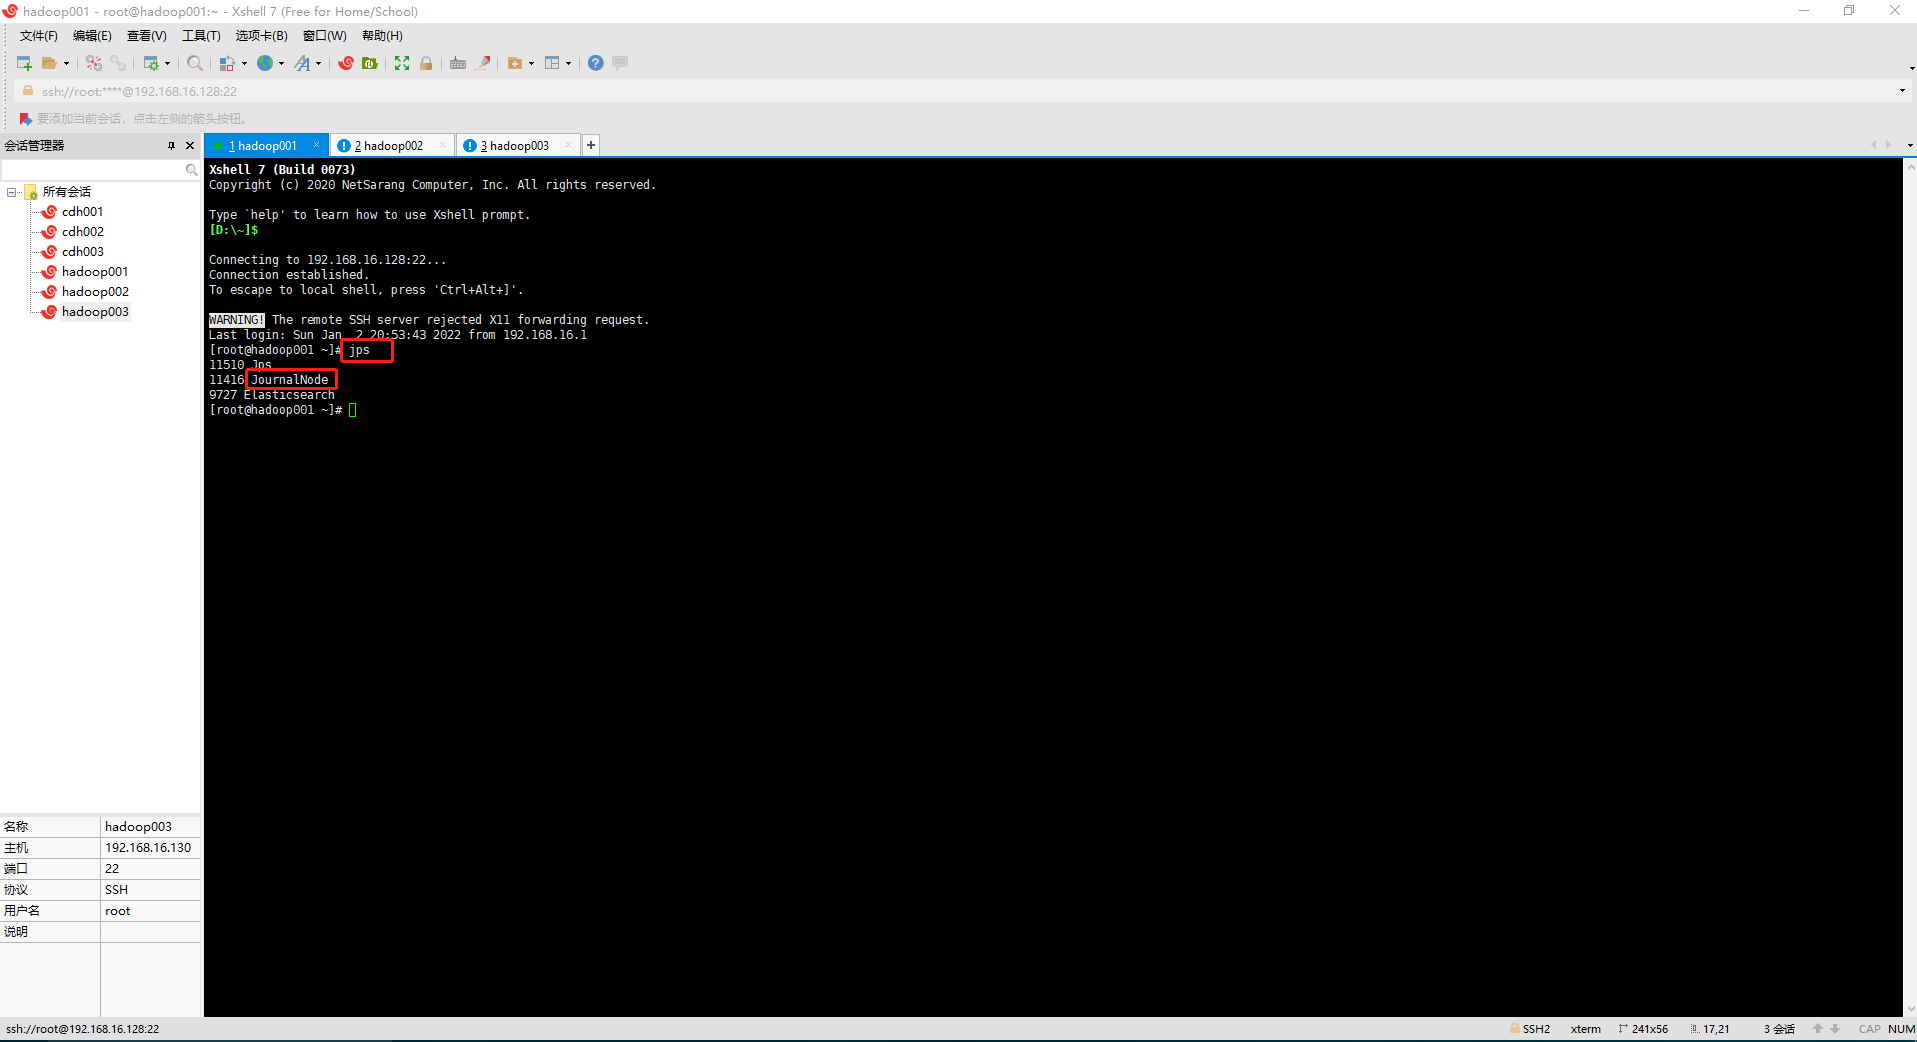 hadoop001 - root@hadoop001:~ - Xshell 7 (Free for Home/School)
文件(F) 编辑(E) 查看(V) 工具(T) 选项卡(B) 窗口(W) 帮助(H)
ssh://root:****@192.168.16.128:22
要添加当前会话，点击左侧的箭头按钮。
会话管理器
1 hadoop001
2 hadoop002
3 hadoop003
所有会话
cdh001
cdh002
cdh003
hadoop001
hadoop002
hadoop003
Xshell 7 (Build 0073)
Copyright (c) 2020 NetSarang Computer, Inc. All rights reserved.
Type `help' to learn how to use Xshell prompt.
[D:\~]$
Connecting to 192.168.16.128:22...
Connection established.
To escape to local shell, press 'Ctrl+Alt+]'.
WARNING! The remote SSH server rejected X11 forwarding request.
Last login: Sun Jan  2 20:53:43 2022 from 192.168.16.1
[root@hadoop001 ~]# jps
11510 Jps
11416 JournalNode
9727 Elasticsearch
[root@hadoop001 ~]#
名称 hadoop003
主机 192.168.16.130
端口 22
协议 SSH
用户名 root
说明
ssh://root@192.168.16.128:22
SSH2 xterm 241x56 17,21 3 会话 CAP NUM